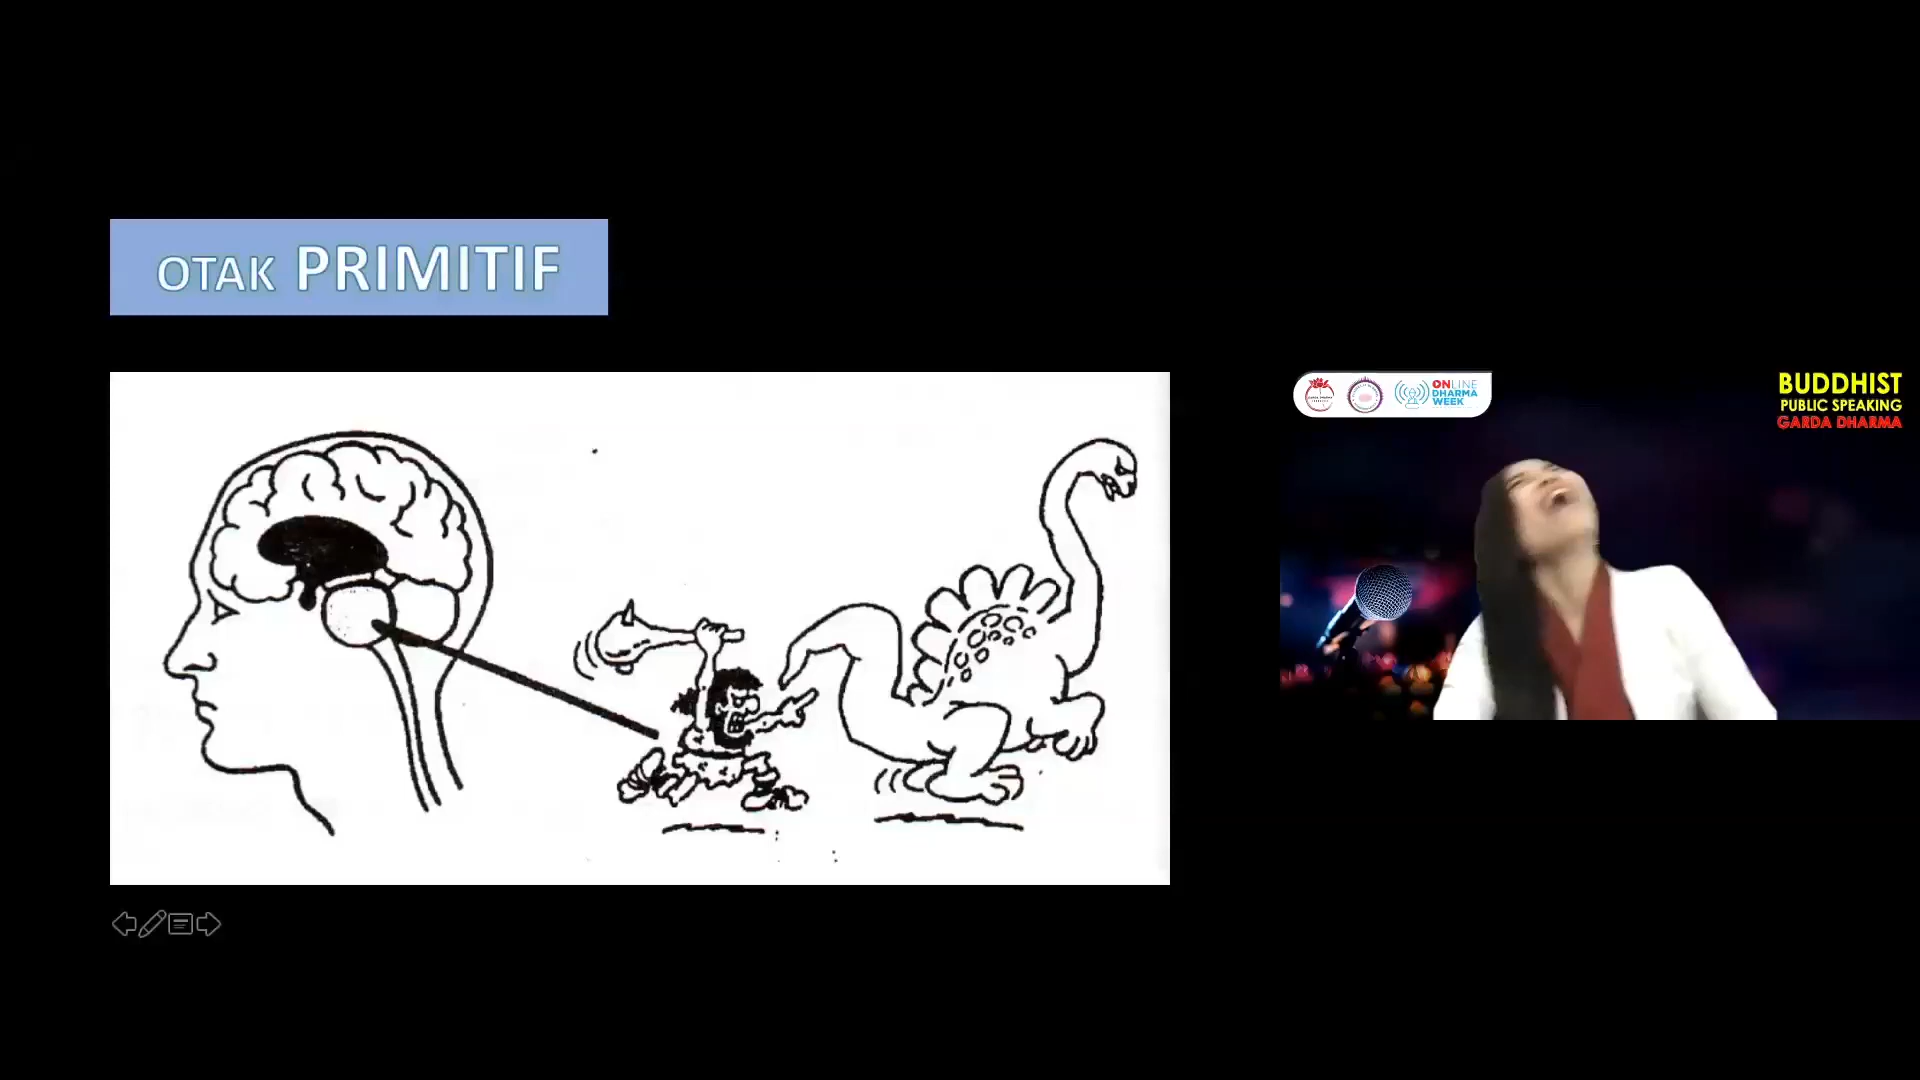 OTAK PRIMITIF
ONLINE
DHARMA
WEEK
BUDDHIST
PUBLIC SPEAKING
GARDA DHARMA